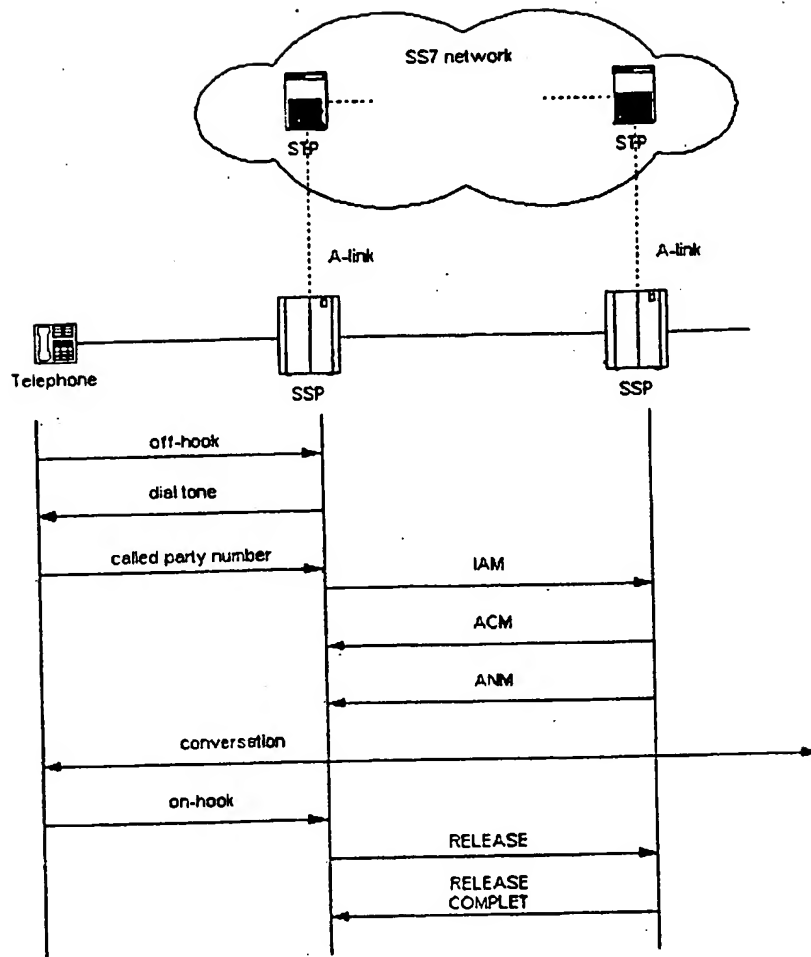 SS7 network
STP
STP
A-link
A-link
Telephone
SSP
SSP
off-hook
dial tone
called party number
IAM
ACM
ANM
conversation
on-hook
RELEASE
RELEASE
COMPLET